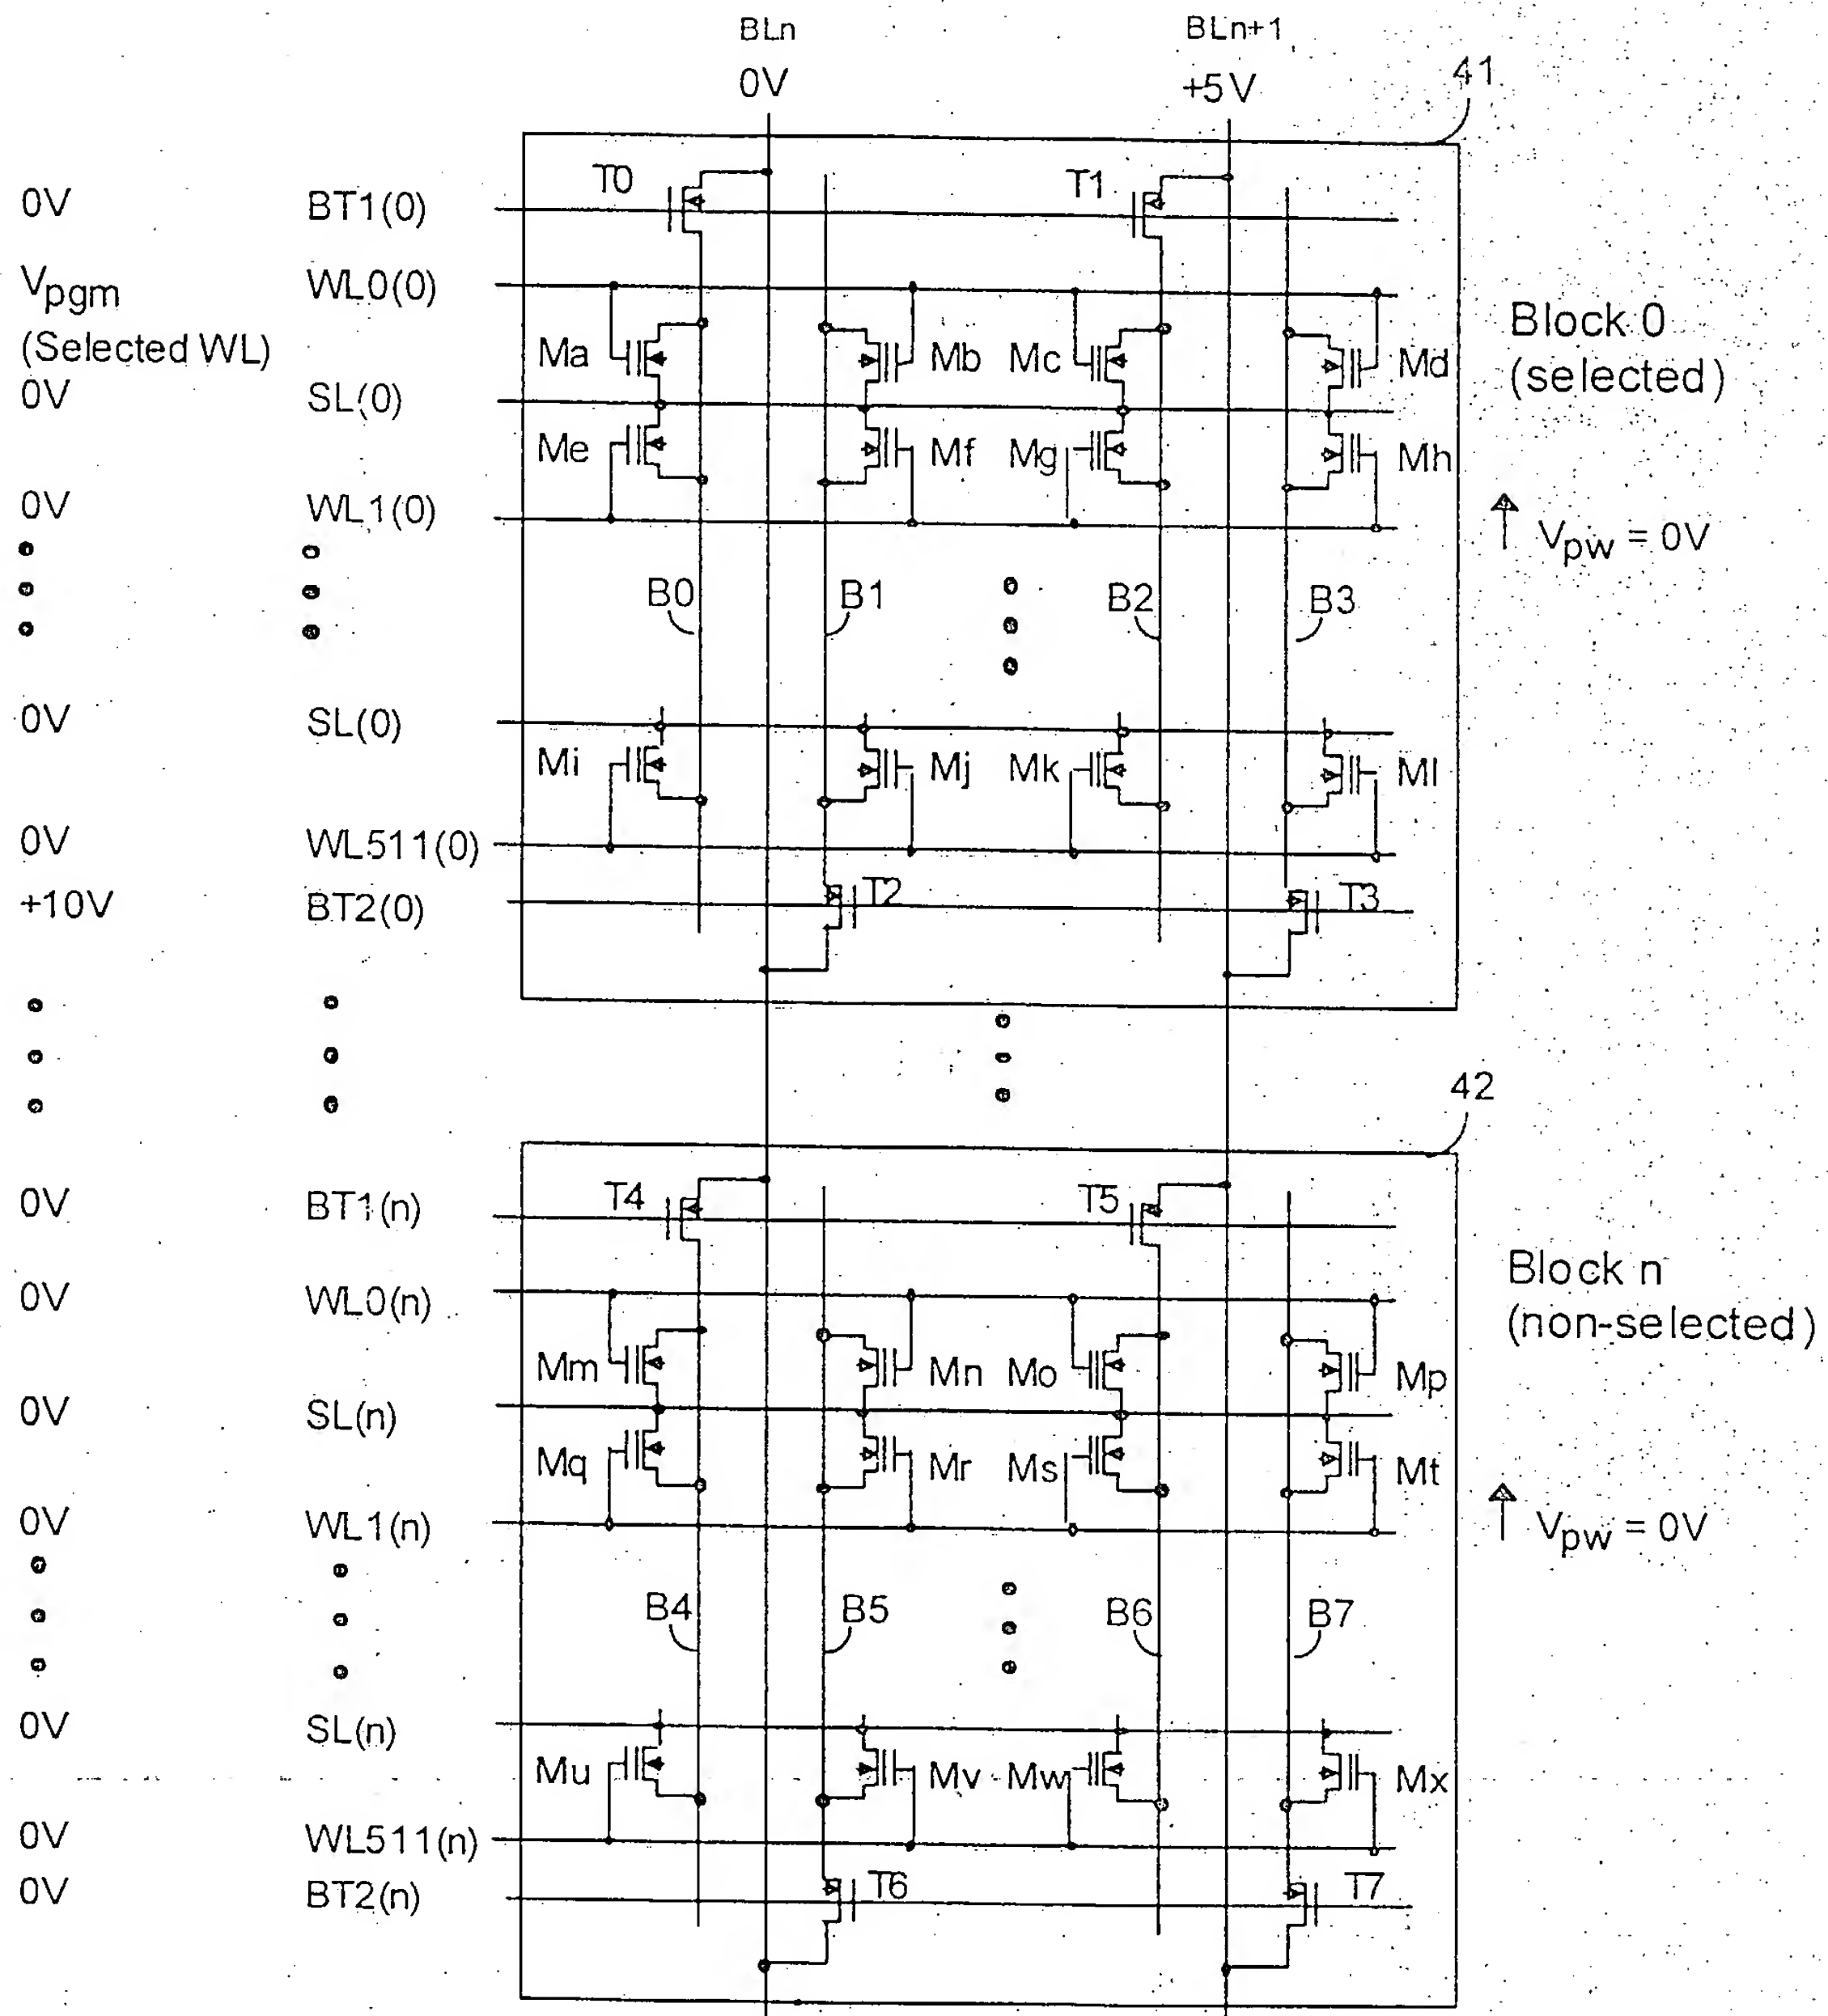 BLn BLn+1
0V +5V 41
0V BT1(0) T0 T1
Vpgm WL0(0) Block 0
(Selected WL) Ma Mb Mc Md (selected)
0V SL(0)
Me Mf Mg Mh
0V WL1(0) Vpw = 0V
B0 B1 B2 B3
0V SL(0)
Mi Mj Mk Ml
0V WL511(0)
+10V BT2(0) T2 T3
42
0V BT1(n) T4 T5
0V WL0(n) Block n
(non-selected)
Mm Mn Mo Mp
0V SL(n)
Mq Mr Ms Mt
0V WL1(n) Vpw = 0V
B4 B5 B6 B7
0V SL(n)
Mu Mv Mw Mx
0V WL511(n)
0V BT2(n) T6 T7